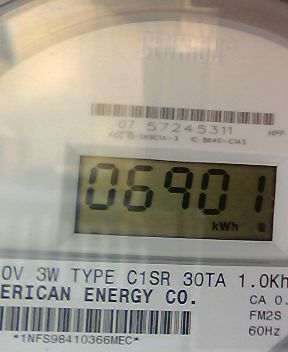 CENTRON®
07 57245311
06901
kWh
0V 3W TYPE C1SR 30TA 1.0Kh
ERICAN ENERGY CO.
CA 0.
FM2S
60Hz
*1NFS98410366MEC*